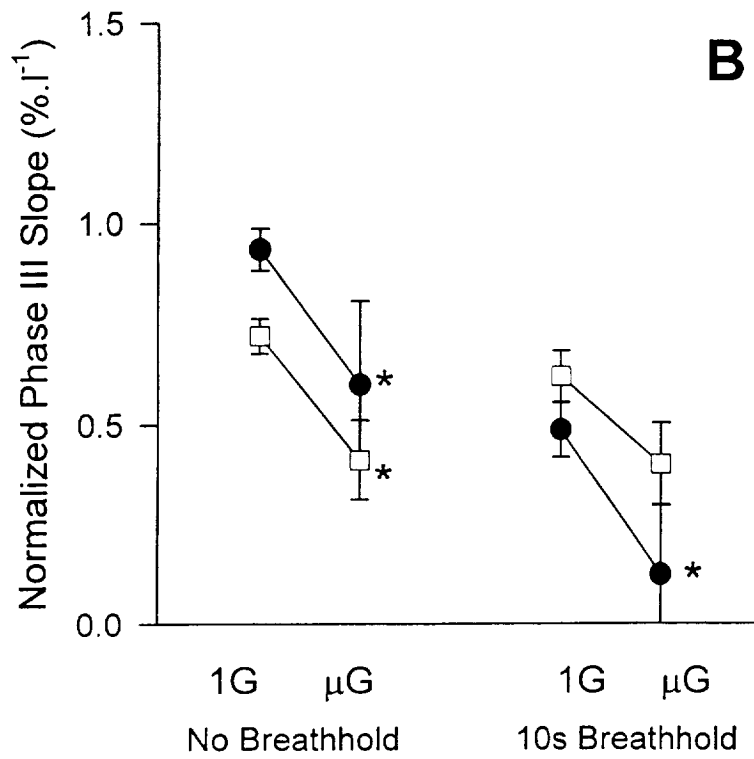 B
Normalized Phase III Slope (%.l⁻¹)
1.5
1.0
0.5
0.0
*
*
*
1G μG 1G μG
No Breathhold 10s Breathhold